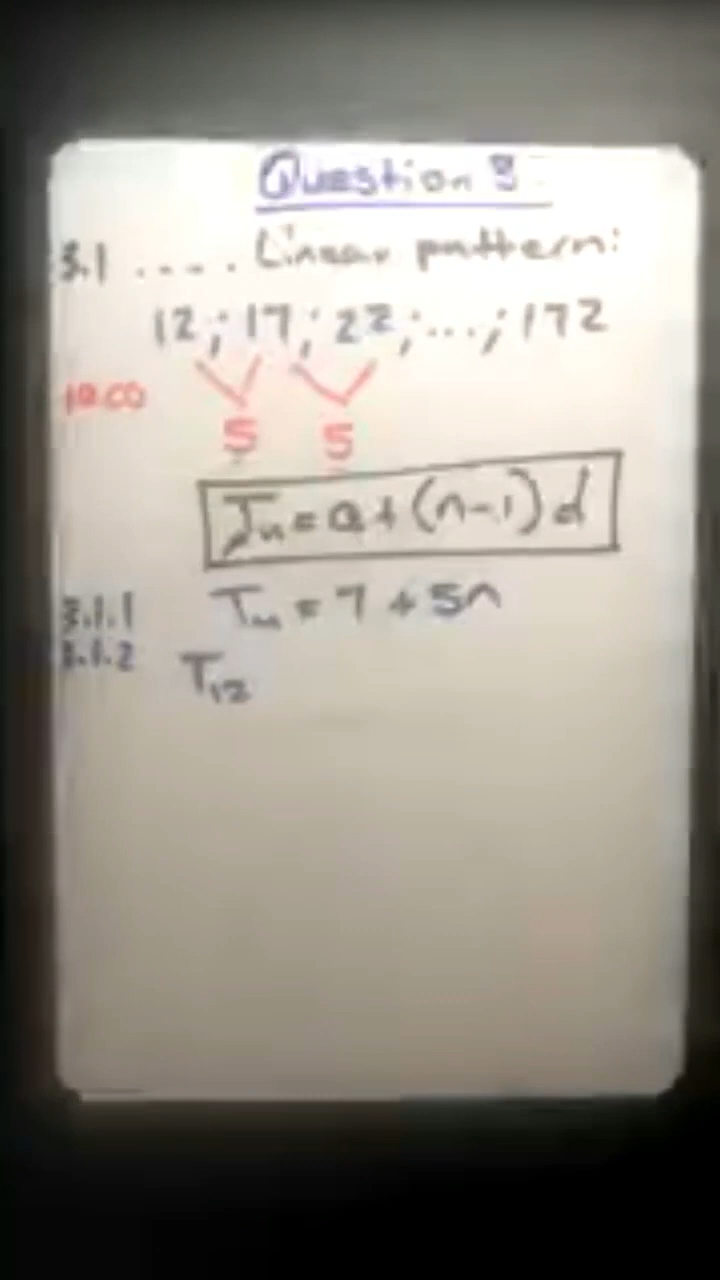 Question 3
3.1 .... Linear pattern:
12; 17; 22; ...; 172
5 5
Tn = a + (n-1) d
3.1.1 Tn = 7 + 5n
3.1.2 T12